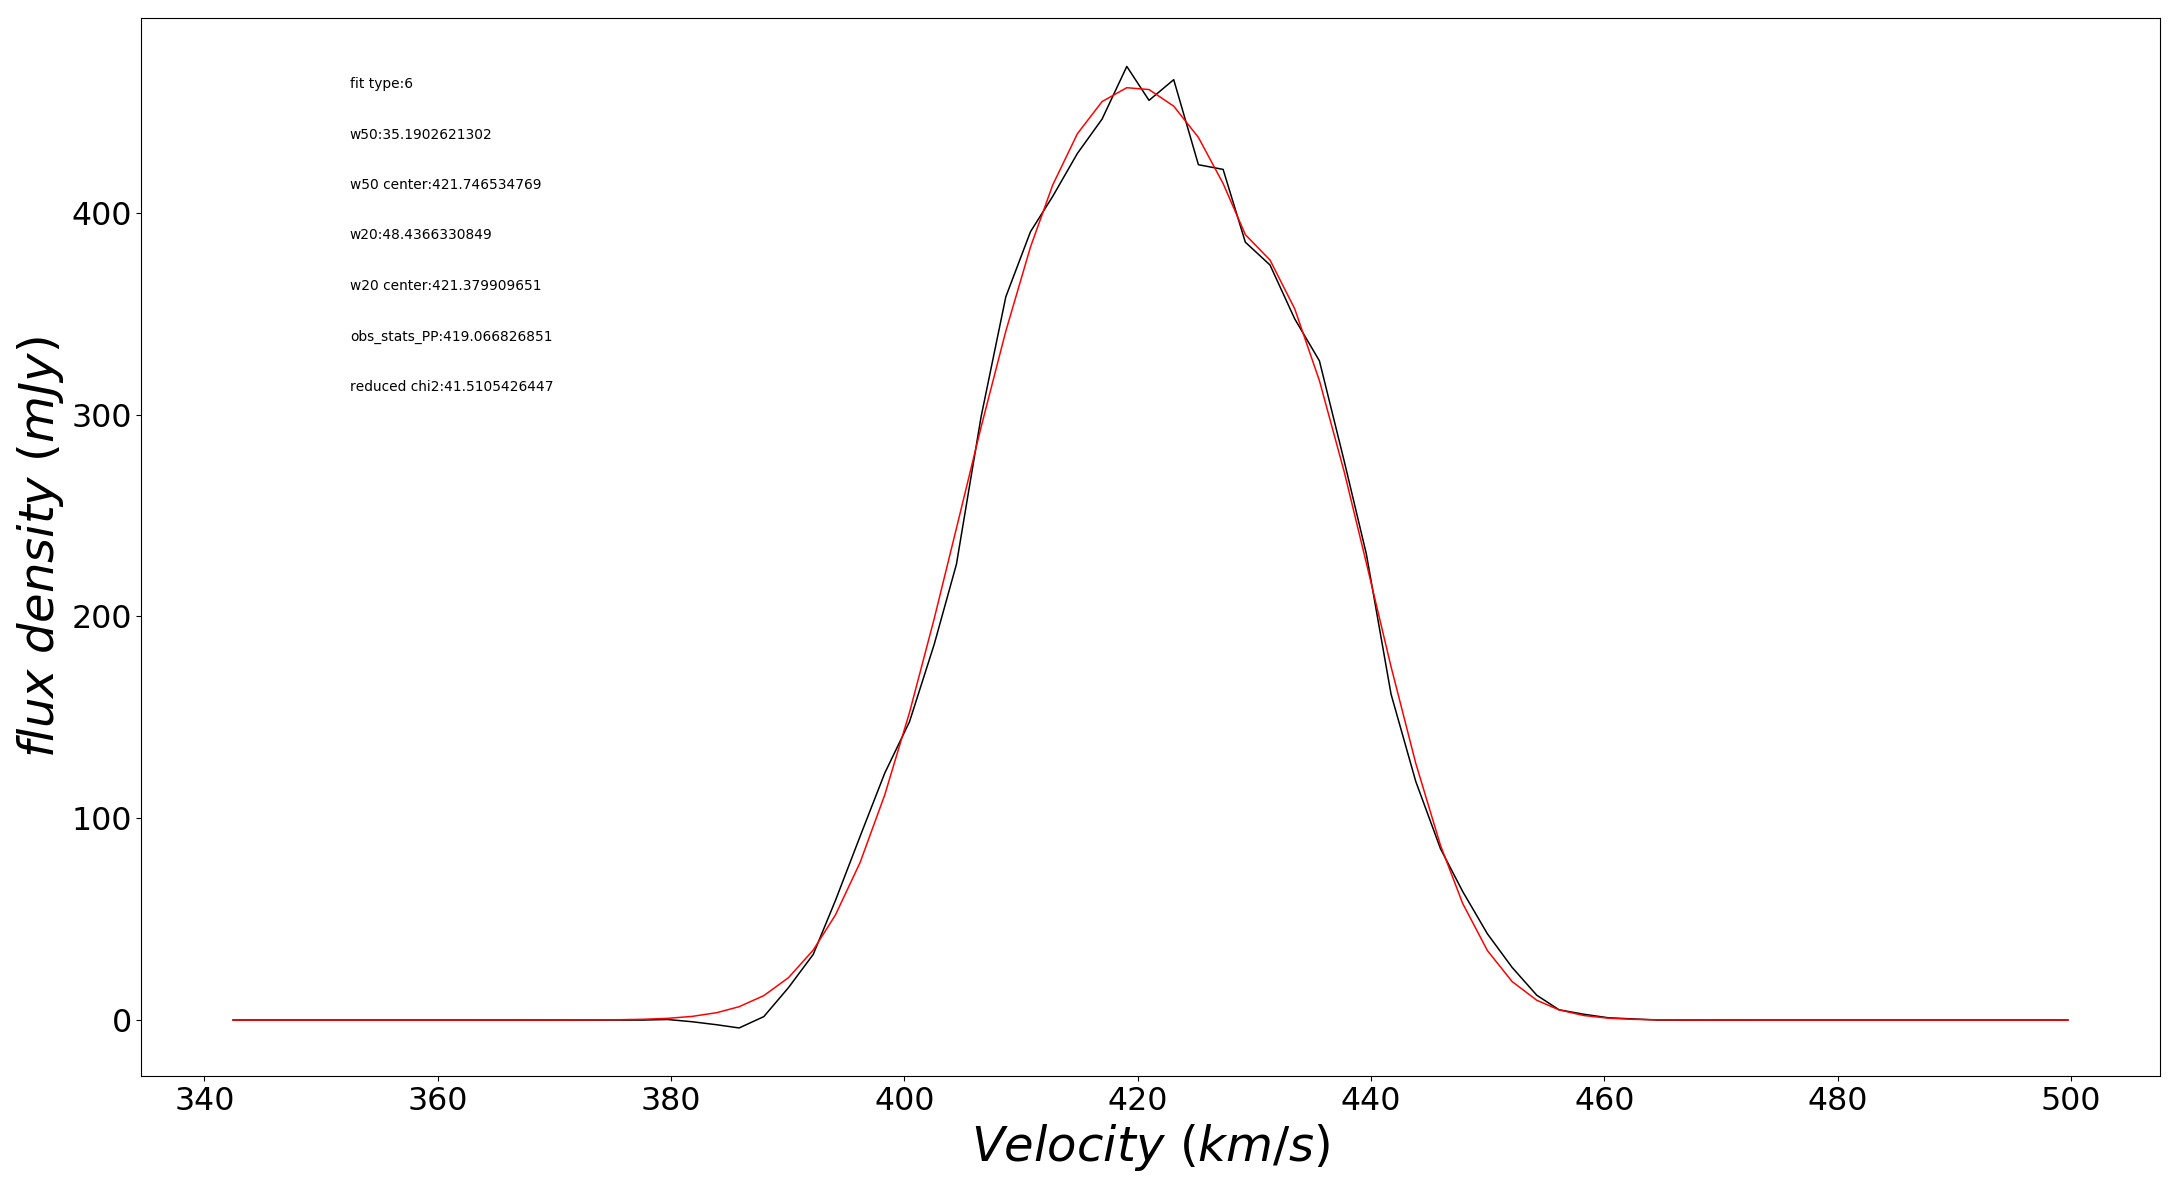 fit type:6
w50:35.1902621302
w50 center:421.746534769
w20:48.4366330849
w20 center:421.379909651
obs_stats_PP:419.066826851
reduced chi2:41.5105426447
flux density (mJy)
400
300
200
100
0
340 360 380 400 420 440 460 480 500
Velocity (km/s)